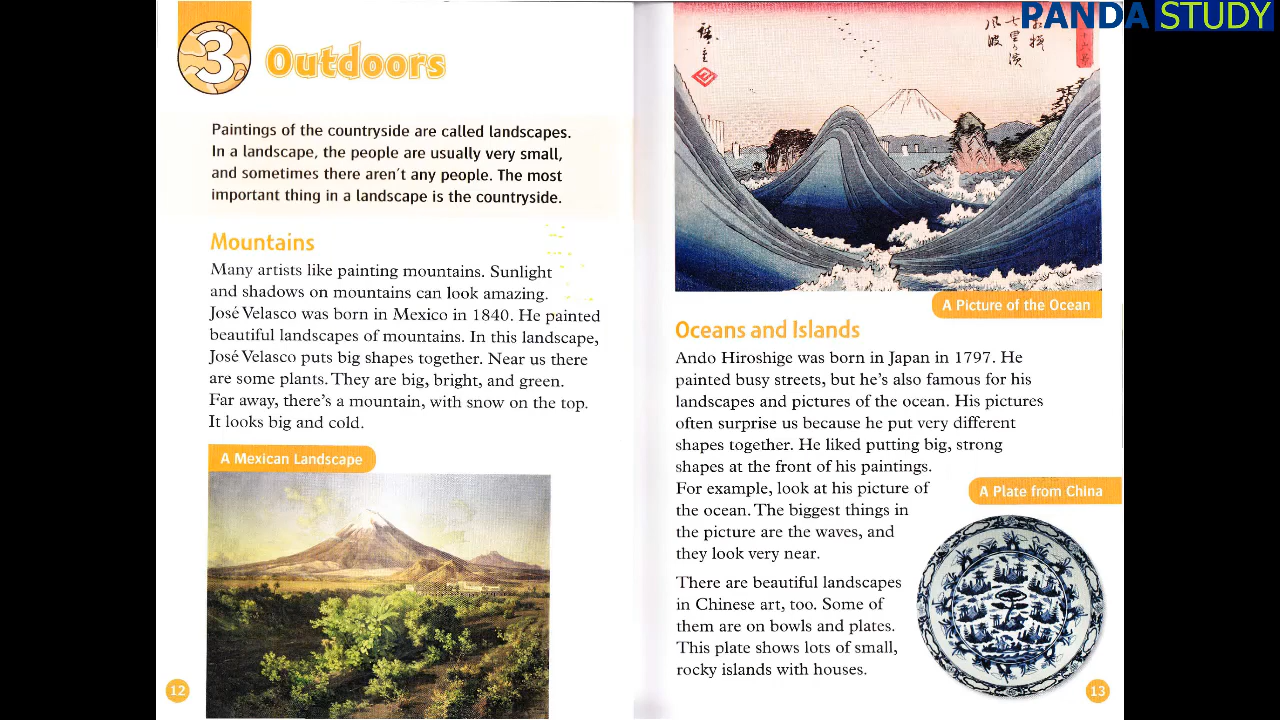 PANDA STUDY
3
Outdoors
Paintings of the countryside are called landscapes.
In a landscape, the people are usually very small,
and sometimes there aren't any people. The most
important thing in a landscape is the countryside.
Mountains
Many artists like painting mountains. Sunlight
and shadows on mountains can look amazing.
José Velasco was born in Mexico in 1840. He painted
beautiful landscapes of mountains. In this landscape,
José Velasco puts big shapes together. Near us there
are some plants. They are big, bright, and green.
Far away, there's a mountain, with snow on the top.
It looks big and cold.
A Mexican Landscape
12
七里ヶ濱
風波
A Picture of the Ocean
Oceans and Islands
Ando Hiroshige was born in Japan in 1797. He
painted busy streets, but he's also famous for his
landscapes and pictures of the ocean. His pictures
often surprise us because he put very different
shapes together. He liked putting big, strong
shapes at the front of his paintings.
For example, look at his picture of
the ocean. The biggest things in
the picture are the waves, and
they look very near.
A Plate from China
There are beautiful landscapes
in Chinese art, too. Some of
them are on bowls and plates.
This plate shows lots of small,
rocky islands with houses.
13